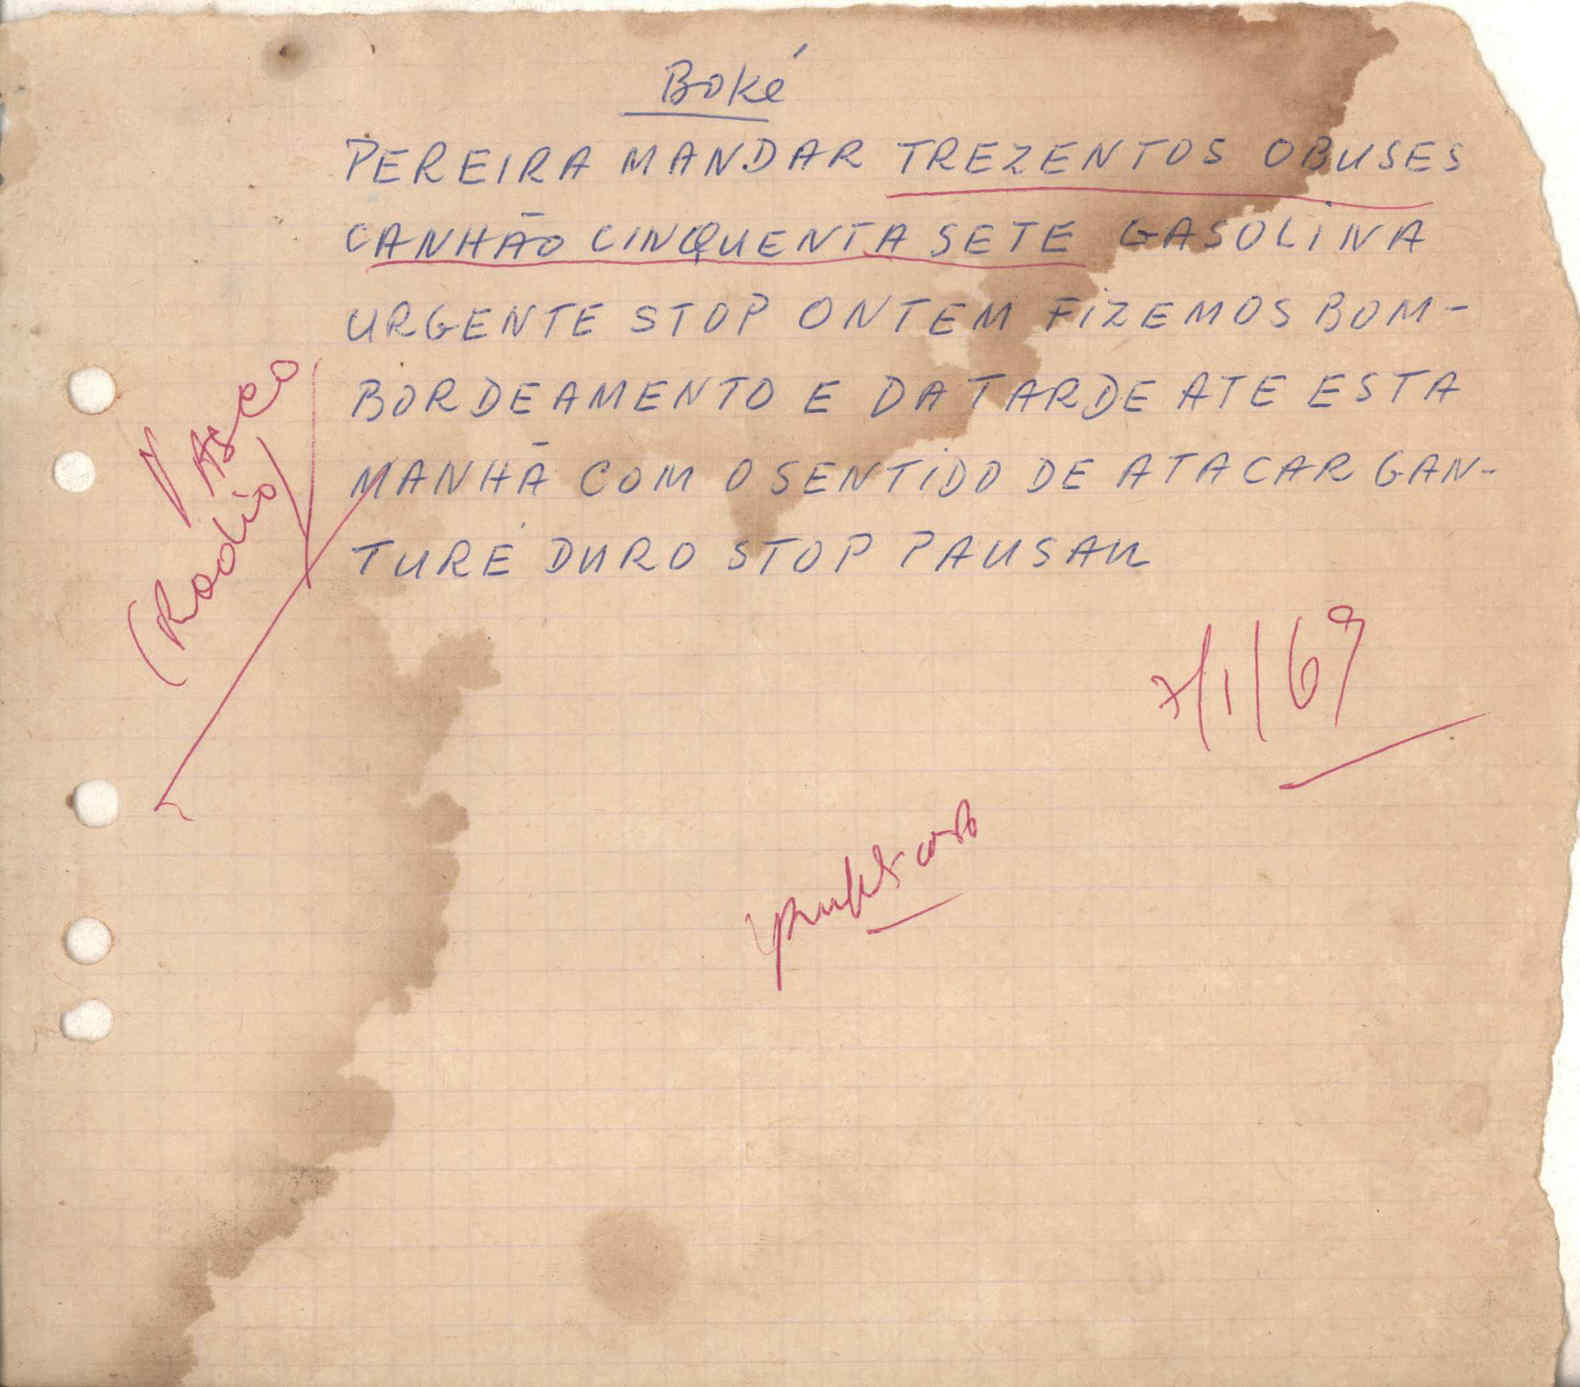 Boké
PEREIRA MANDAR TREZENTOS OBUSES
CANHÃO CINQUENTA SETE GASOLINA
URGENTE STOP ONTEM FIZEMOS BOM-
BORDEAMENTO E DA TARDE ATE ESTA
MANHÃ COM O SENTIDO DE ATACAR GAN-
TURÉ DURO STOP PAUSAU
Vasco
(Rádio)
7/1/69